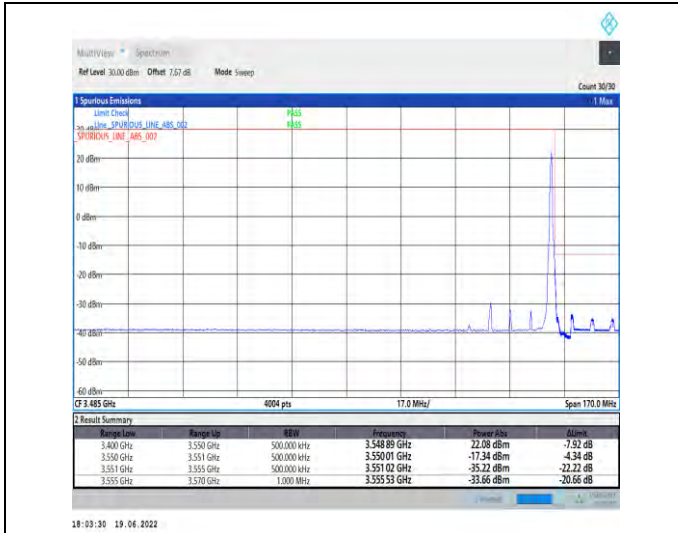 MultiView Spectrum
Ref Level 30.00 dBm Offset 7.67 dB Mode Sweep
Count 30/30
1 Spurious Emissions 1 Max
Limit Check PASS
Line _SPURIOUS_LINE_ABS_002 PASS
_SPURIOUS_LINE_ABS_002
20 dBm
10 dBm
0 dBm
-10 dBm
-20 dBm
-30 dBm
-40 dBm
-50 dBm
-60 dBm
CF 3.485 GHz 4004 pts 17.0 MHz/ Span 170.0 MHz
2 Result Summary
Range Low Range Up RBW Frequency Power Abs ΔLimit
3.400 GHz 3.550 GHz 500.000 kHz 3.548 89 GHz 22.08 dBm -7.92 dB
3.550 GHz 3.551 GHz 500.000 kHz 3.550 01 GHz -17.34 dBm -4.34 dB
3.551 GHz 3.555 GHz 500.000 kHz 3.551 02 GHz -35.22 dBm -22.22 dB
3.555 GHz 3.570 GHz 1.000 MHz 3.555 53 GHz -33.66 dBm -20.66 dB
18:03:30 19.06.2022